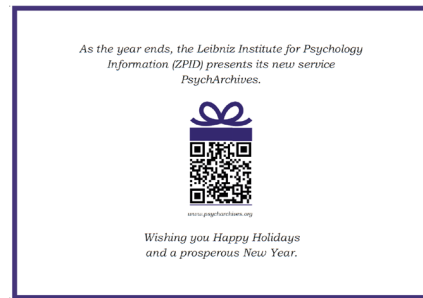 As the year ends, the Leibniz Institute for Psychology
Information (ZPID) presents its new service
PsychArchives.
www.psycharchives.org
Wishing you Happy Holidays
and a prosperous New Year.